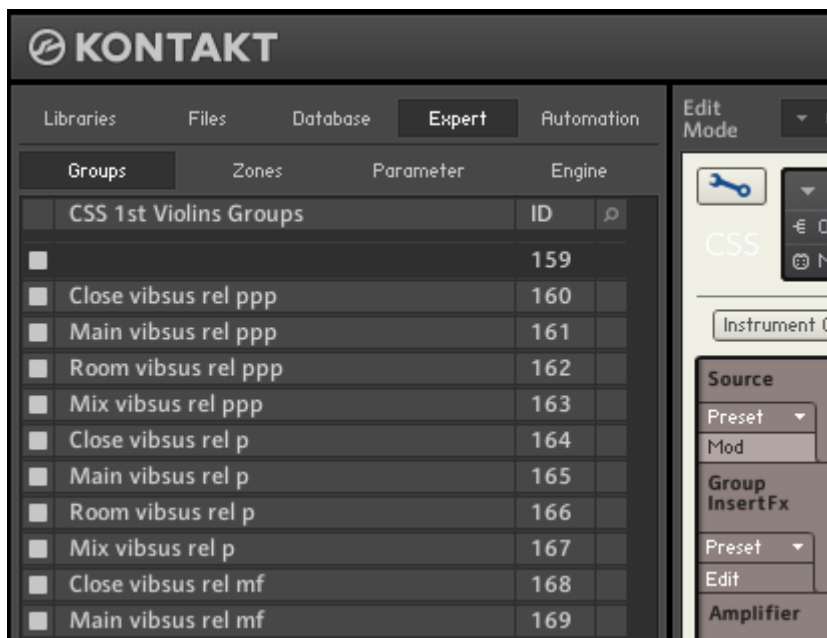 KONTAKT
Libraries Files Database Expert Automation
Groups Zones Parameter Engine
CSS 1st Violins Groups ID
159
Close vibsus rel ppp 160
Main vibsus rel ppp 161
Room vibsus rel ppp 162
Mix vibsus rel ppp 163
Close vibsus rel p 164
Main vibsus rel p 165
Room vibsus rel p 166
Mix vibsus rel p 167
Close vibsus rel mf 168
Main vibsus rel mf 169
Edit
Mode
CSS
Instrument
Source
Preset
Mod
Group
InsertFx
Preset
Edit
Amplifier